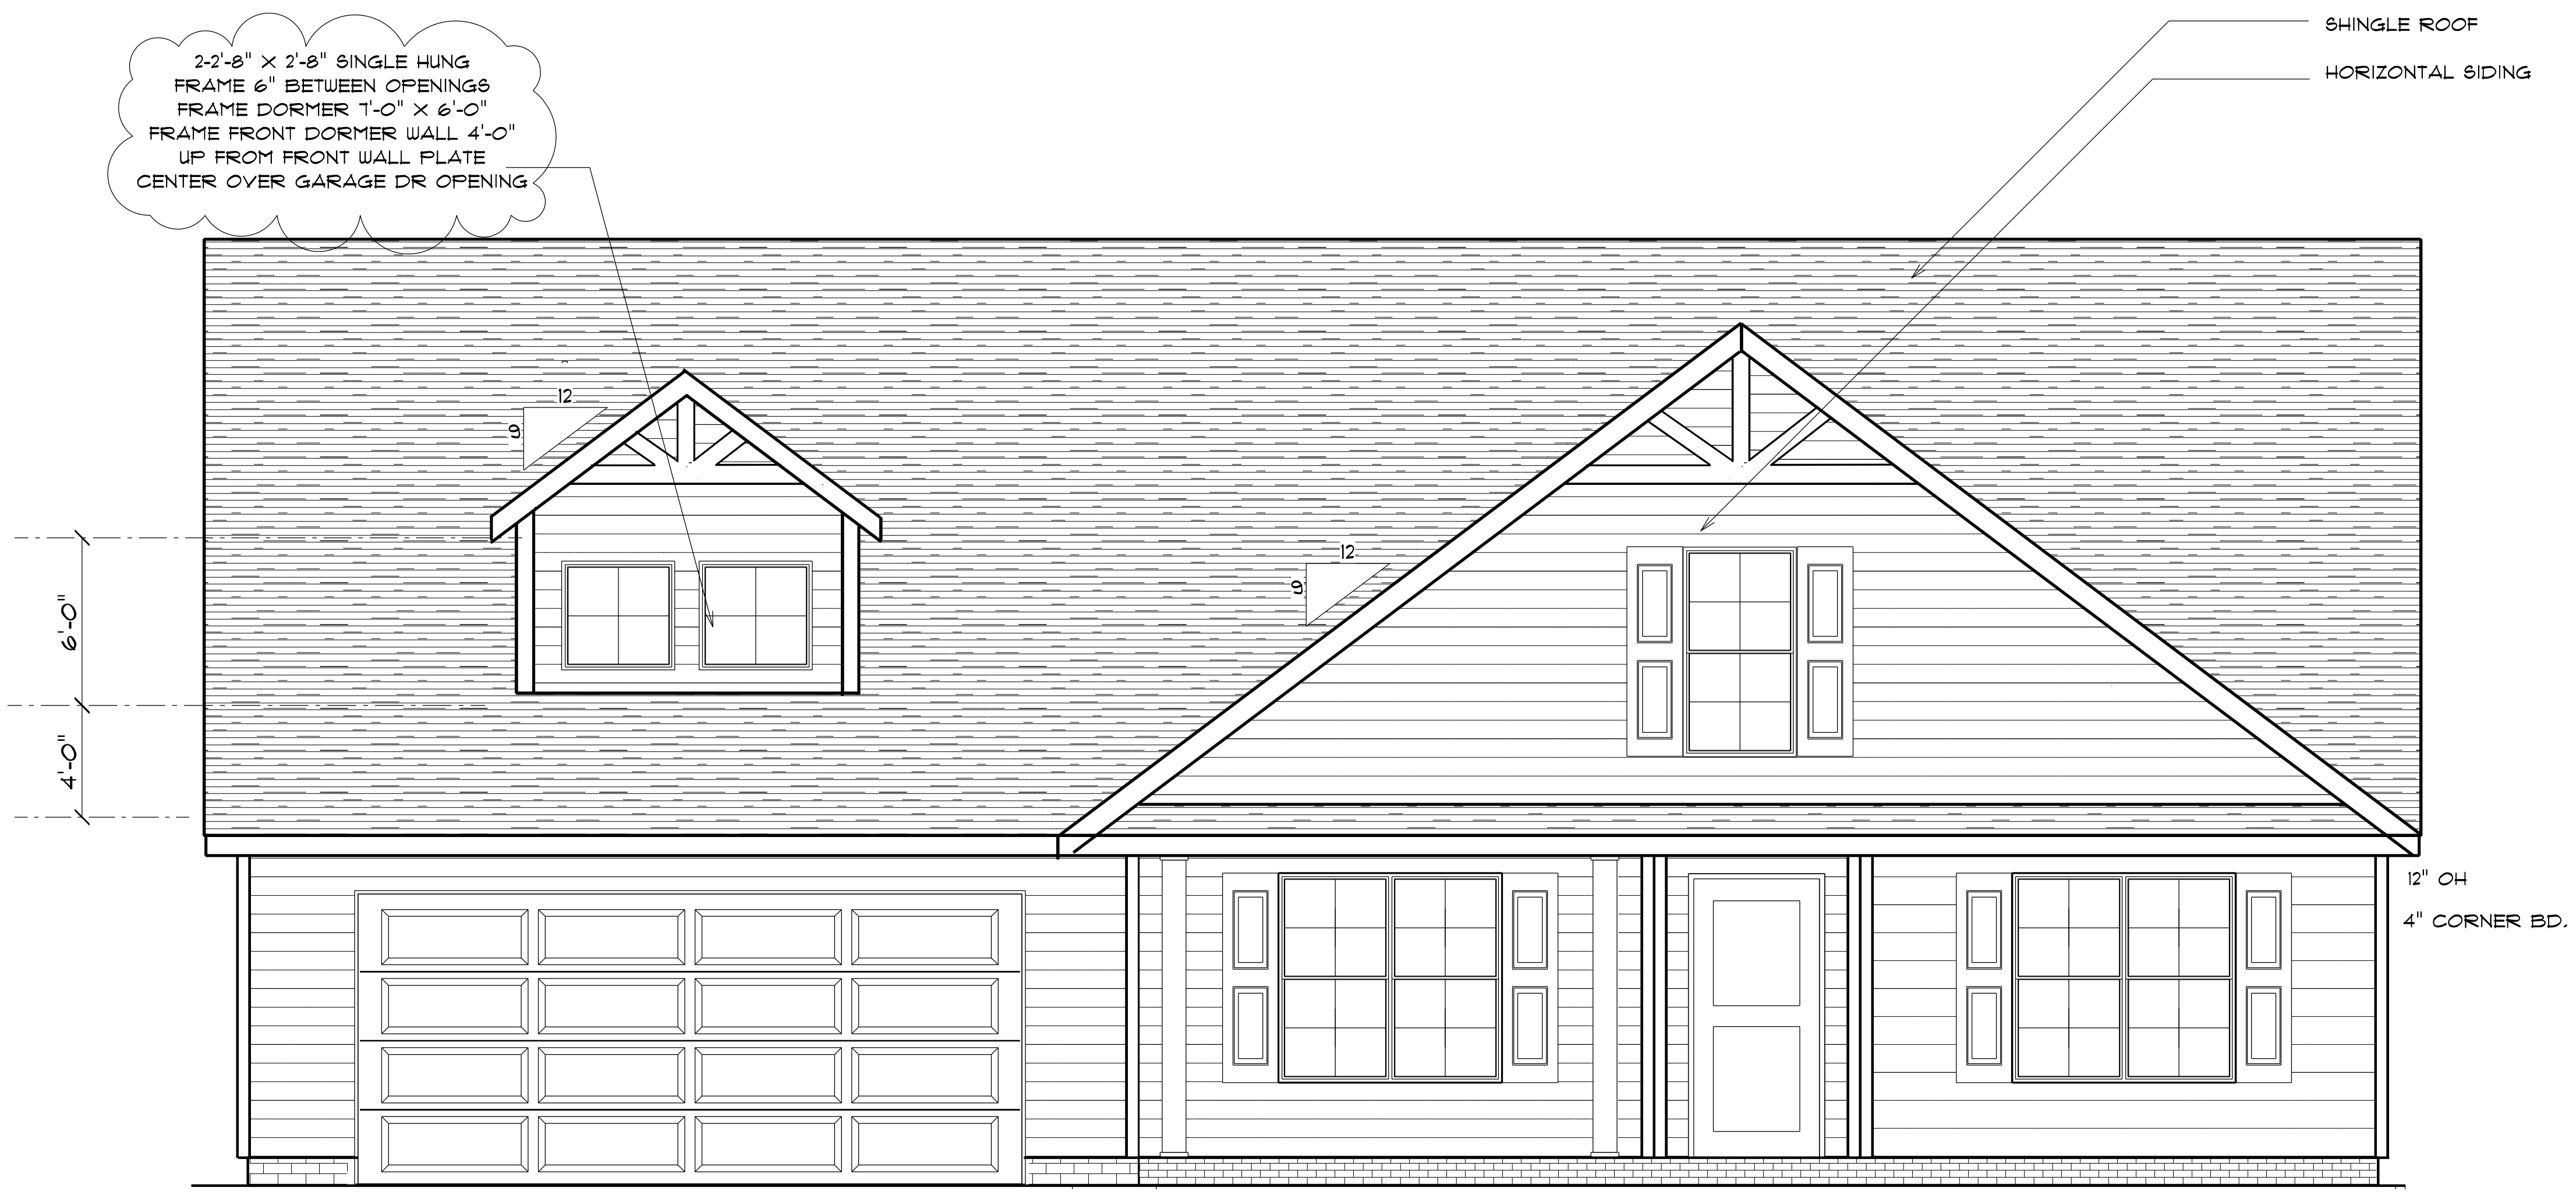 2-2'-8" X 2'-8" SINGLE HUNG
FRAME 6" BETWEEN OPENINGS
FRAME DORMER 7'-0" X 6'-0"
FRAME FRONT DORMER WALL 4'-0"
UP FROM FRONT WALL PLATE
CENTER OVER GARAGE DR OPENING
SHINGLE ROOF
HORIZONTAL SIDING
12
9
12
9
6'-0"
4'-0"
12" OH
4" CORNER BD.